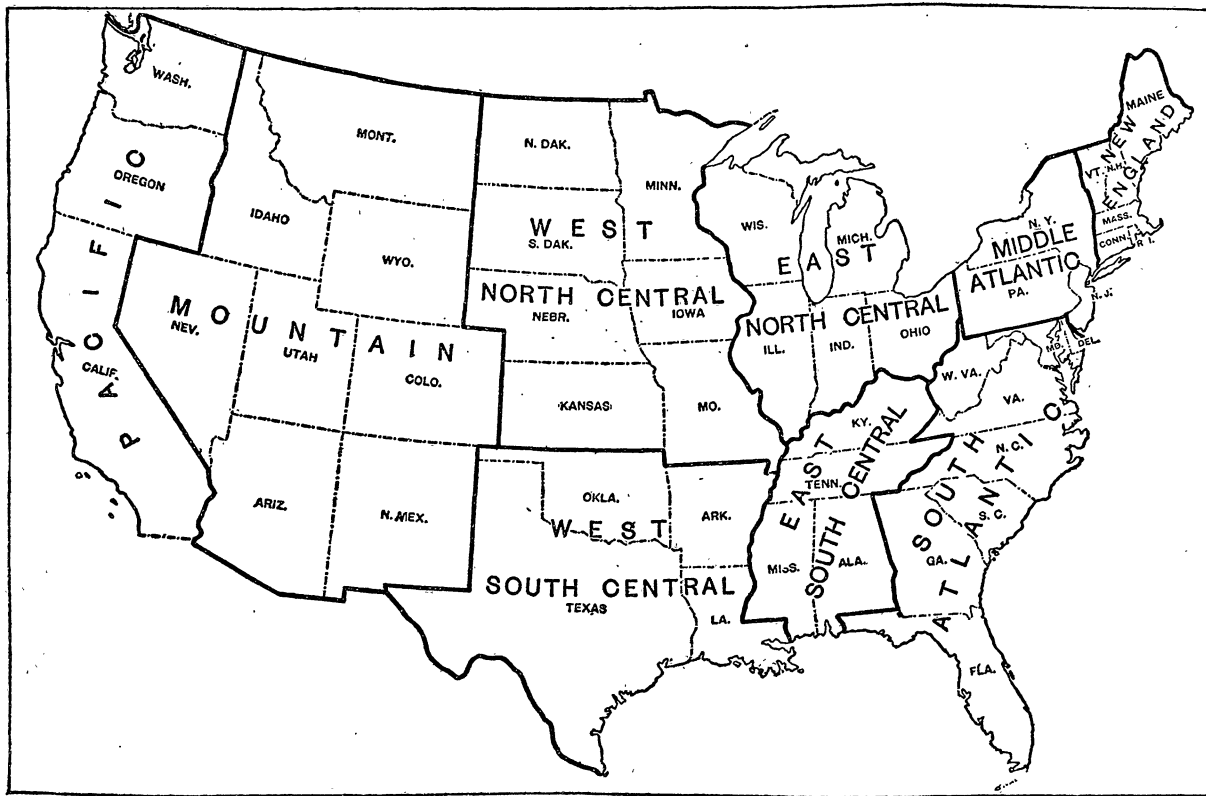 WASH.
OREGON
CALIF.
PACIFIC
MONT.
IDAHO
WYO.
NEV.
UTAH
COLO.
ARIZ.
N. MEX.
MOUNTAIN
N. DAK.
MINN.
S. DAK.
NEBR.
IOWA
KANSAS
MO.
WEST
NORTH CENTRAL
WIS.
MICH.
ILL.
IND.
OHIO
EAST
NORTH CENTRAL
OKLA.
ARK.
TEXAS
LA.
WEST
SOUTH CENTRAL
KY.
TENN.
MISS.
ALA.
EAST
SOUTH CENTRAL
W. VA.
MD.
DEL.
VA.
N. C.
S. C.
GA.
FLA.
SOUTH
ATLANTIC
N. Y.
PA.
N. J.
MIDDLE
ATLANTIC
MAINE
VT.
N.H.
MASS.
CONN.
R I.
NEW
ENGLAND